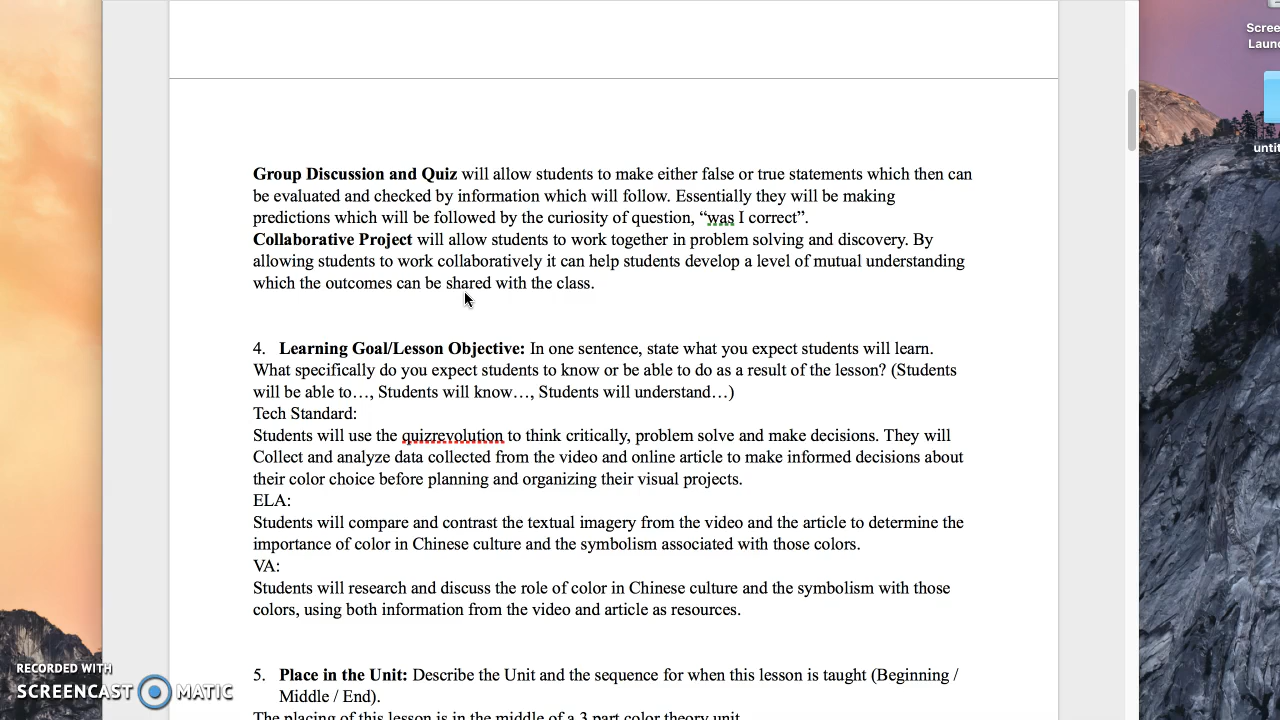 Group Discussion and Quiz will allow students to make either false or true statements which then can
be evaluated and checked by information which will follow. Essentially they will be making
predictions which will be followed by the curiosity of question, “was I correct”.
Collaborative Project will allow students to work together in problem solving and discovery. By
allowing students to work collaboratively it can help students develop a level of mutual understanding
which the outcomes can be shared with the class.
4. Learning Goal/Lesson Objective: In one sentence, state what you expect students will learn.
What specifically do you expect students to know or be able to do as a result of the lesson? (Students
will be able to…, Students will know…, Students will understand…)
Tech Standard:
Students will use the quizrevolution to think critically, problem solve and make decisions. They will
Collect and analyze data collected from the video and online article to make informed decisions about
their color choice before planning and organizing their visual projects.
ELA:
Students will compare and contrast the textual imagery from the video and the article to determine the
importance of color in Chinese culture and the symbolism associated with those colors.
VA:
Students will research and discuss the role of color in Chinese culture and the symbolism with those
colors, using both information from the video and article as resources.
5. Place in the Unit: Describe the Unit and the sequence for when this lesson is taught (Beginning /
Middle / End).
The placing of this lesson is in the middle of a 3 part color theory unit.
Scree
Laun
unti
RECORDED WITH
SCREENCAST MATIC